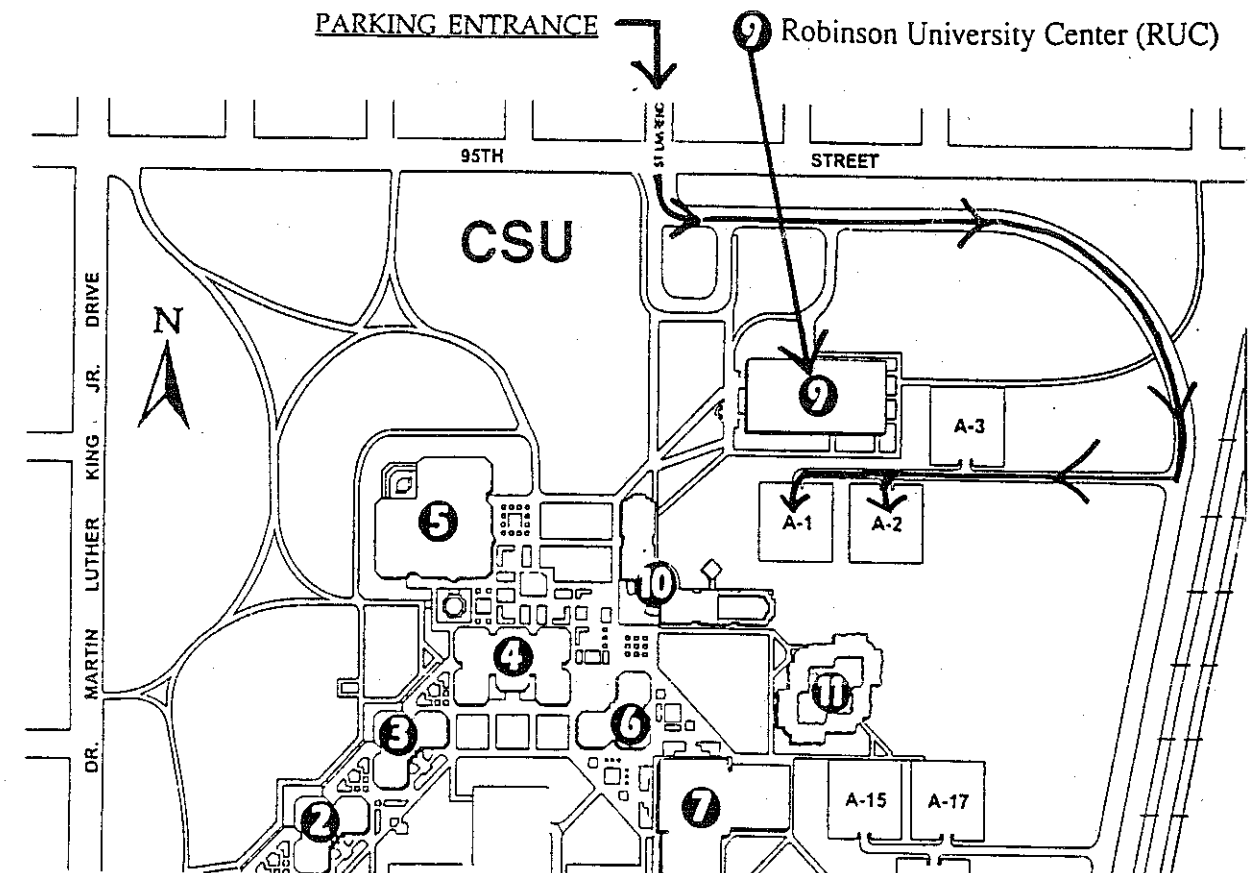 PARKING ENTRANCE
9 Robinson University Center (RUC)
95TH STREET
CSU
N
DR. MARTIN LUTHER KING JR. DRIVE
9
A-3
A-1
A-2
5
10
4
11
3
6
2
7
A-15
A-17